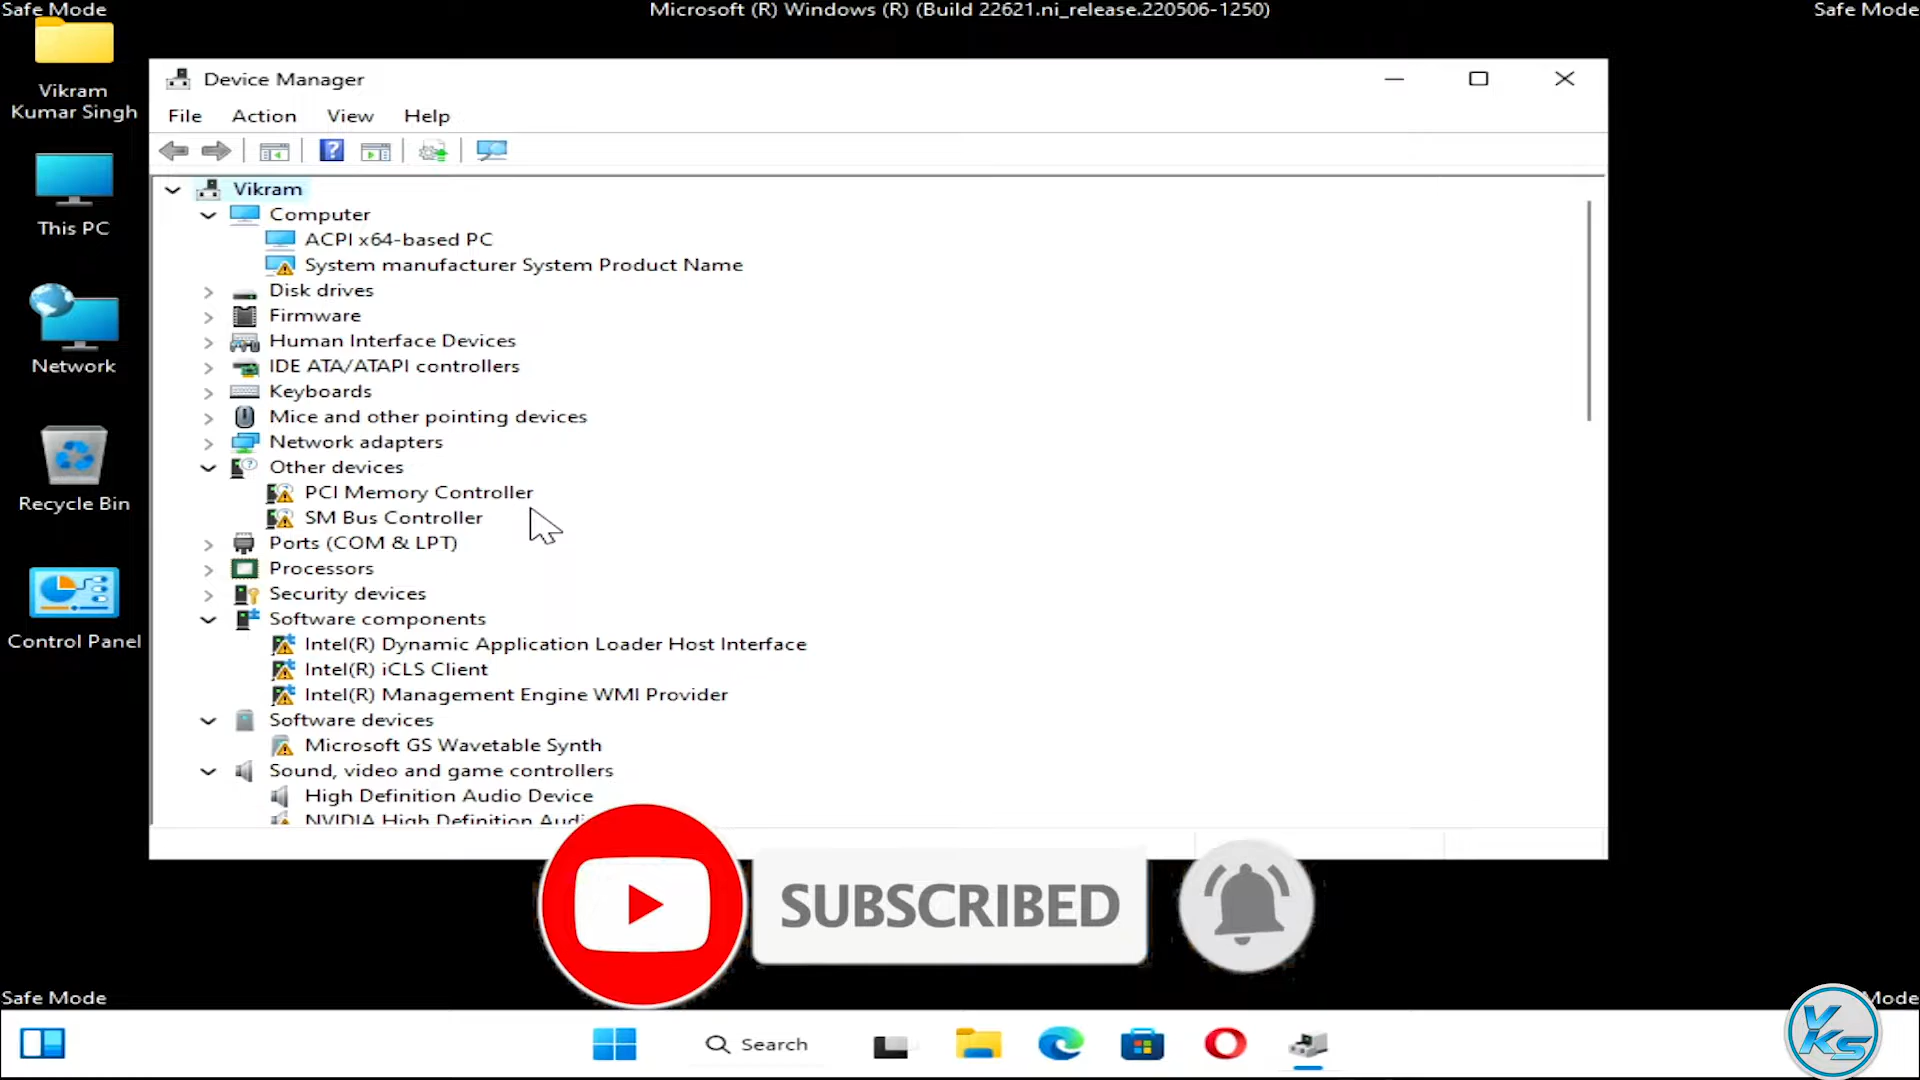 Safe Mode
Microsoft (R) Windows (R) (Build 22621.ni_release.220506-1250)
Safe Mode
Vikram
Kumar Singh
This PC
Network
Recycle Bin
Control Panel
Device Manager
File Action View Help
Vikram
Computer
ACPI x64-based PC
System manufacturer System Product Name
Disk drives
Firmware
Human Interface Devices
IDE ATA/ATAPI controllers
Keyboards
Mice and other pointing devices
Network adapters
Other devices
PCI Memory Controller
SM Bus Controller
Ports (COM & LPT)
Processors
Security devices
Software components
Intel(R) Dynamic Application Loader Host Interface
Intel(R) iCLS Client
Intel(R) Management Engine WMI Provider
Software devices
Microsoft GS Wavetable Synth
Sound, video and game controllers
High Definition Audio Device
NVIDIA High Definition Audi
SUBSCRIBED
Safe Mode
Mode
Search
YKS